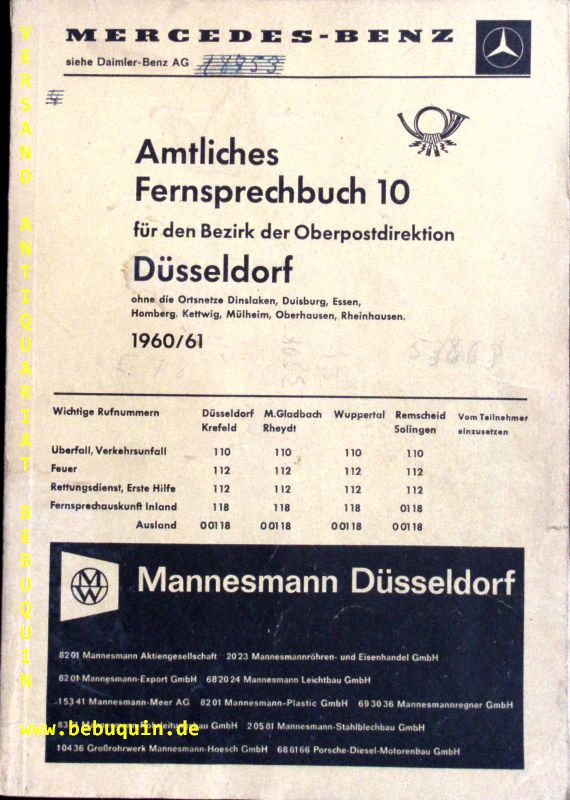 MERCEDES-BENZ
siehe Daimler-Benz AG
Amtliches
Fernsprechbuch 10
für den Bezirk der Oberpostdirektion
Düsseldorf
ohne die Ortsnetze Dinslaken, Duisburg, Essen,
Homberg, Kettwig, Mülheim, Oberhausen, Rheinhausen.
1960/61
Wichtige Rufnummern Düsseldorf Krefeld M.Gladbach Rheydt Wuppertal Remscheid Solingen Vom Teilnehmer einzusetzen
Überfall, Verkehrsunfall 110 110 110 110
Feuer 112 112 112 112
Rettungsdienst, Erste Hilfe 112 112 112 112
Fernsprechauskunft Inland 118 118 118 0118
Ausland 00118 00118 00118 00118
MW
Mannesmann Düsseldorf
8201 Mannesmann Aktiengesellschaft 2023 Mannesmannröhren- und Eisenhandel GmbH
8201 Mannesmann-Export GmbH 682024 Mannesmann Leichtbau GmbH
15341 Mannesmann-Meer AG 8201 Mannesmann-Plastic GmbH 693036 Mannesmannregner GmbH
20581 Mannesmann-Stahlblechbau GmbH
10436 Großrohrwerk Mannesmann-Hoesch GmbH 686166 Porsche-Diesel-Motorenbau GmbH
VERSAND ANTIQUARIAT BEBUQUIN
www.bebuquin.de